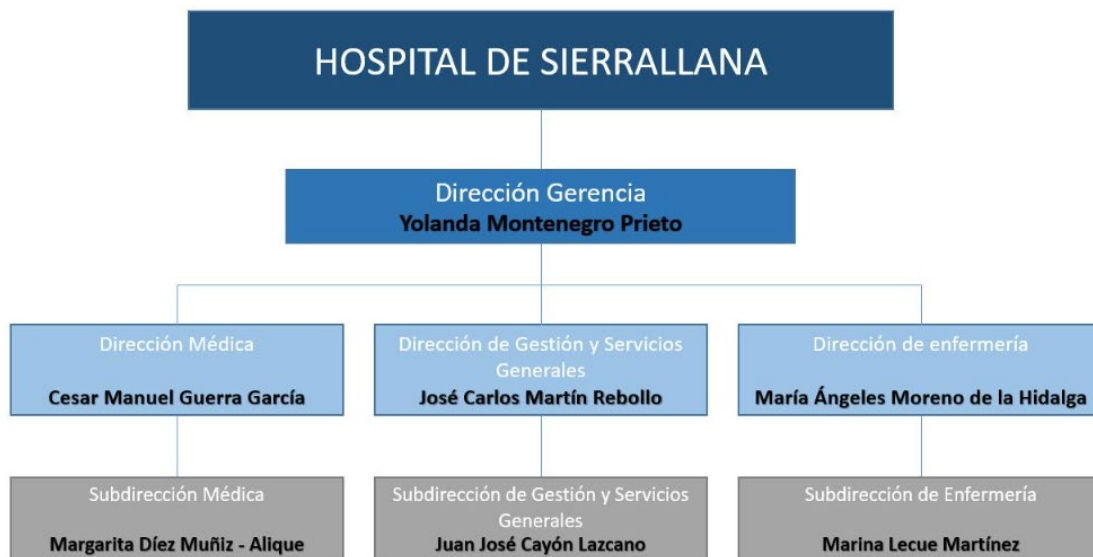 HOSPITAL DE SIERRALLANA
Dirección Gerencia
Yolanda Montenegro Prieto
Dirección Médica
Cesar Manuel Guerra García
Dirección de Gestión y Servicios
Generales
José Carlos Martín Rebollo
Dirección de enfermería
María Ángeles Moreno de la Hidalga
Subdirección Médica
Margarita Díez Muñiz - Alique
Subdirección de Gestión y Servicios
Generales
Juan José Cayón Lazcano
Subdirección de Enfermería
Marina Lecue Martínez